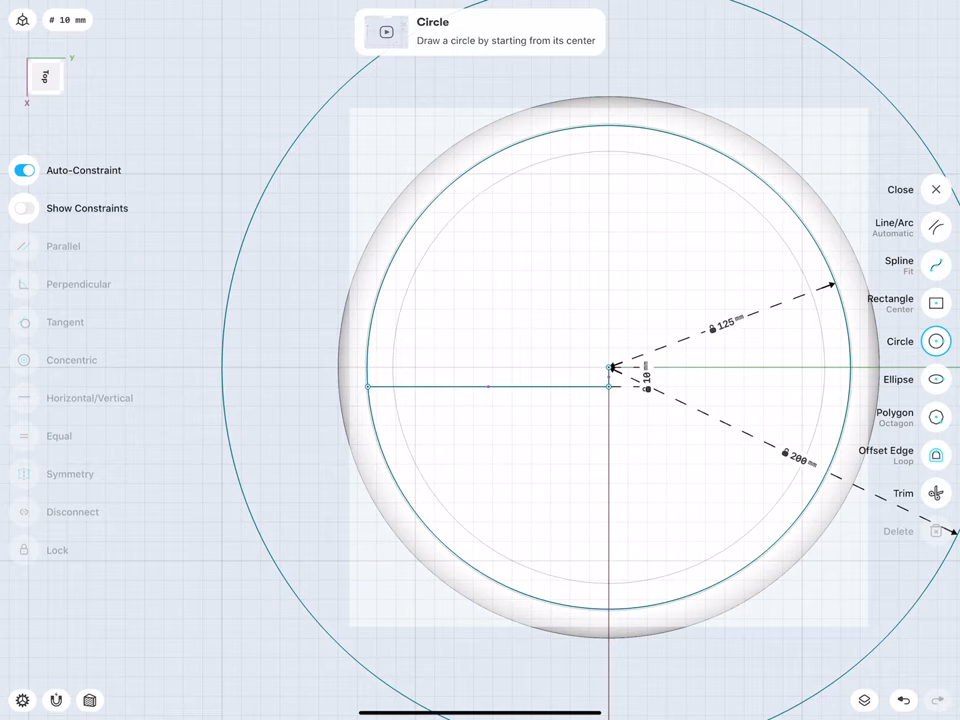 # 10 mm
Circle
Draw a circle by starting from its center
Y
Top
X
Auto-Constraint
Show Constraints
Parallel
Perpendicular
Tangent
Concentric
Horizontal/Vertical
Equal
Symmetry
Disconnect
Lock
125 mm
10 mm
200 mm
Close
Line/Arc
Automatic
Spline
Fit
Rectangle
Center
Circle
Ellipse
Polygon
Octagon
Offset Edge
Loop
Trim
Delete